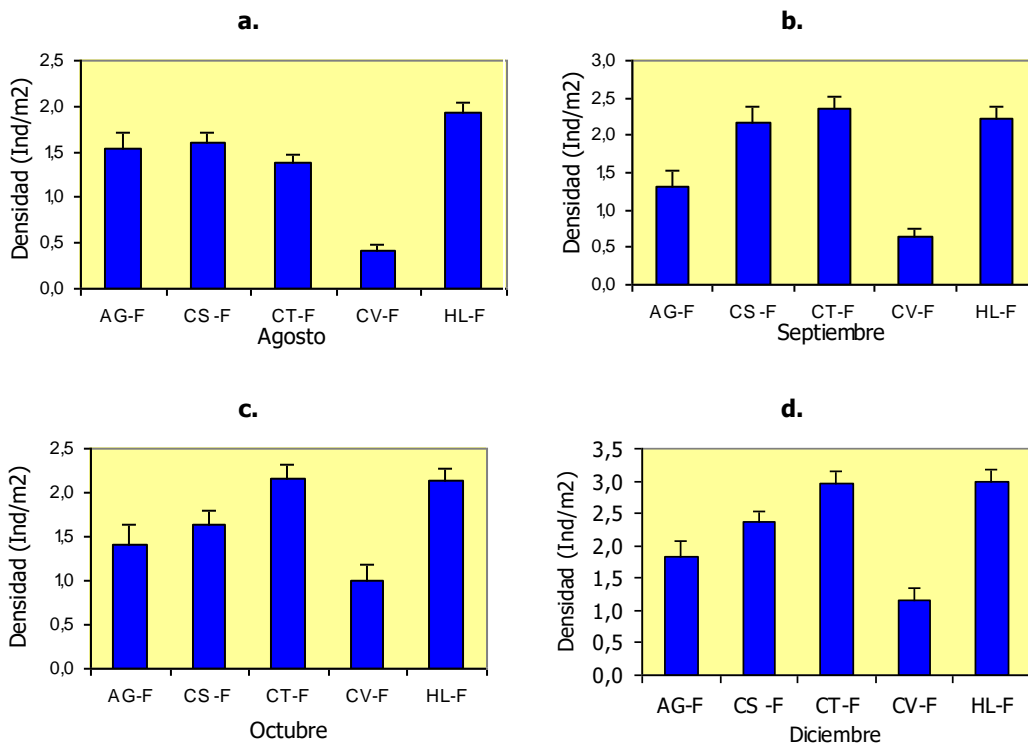 a.
Densidad (Ind/m2)
2,5
2,0
1,5
1,0
0,5
0,0
AG-F CS -F CT-F CV-F HL-F
Agosto
b.
Densidad (Ind/m2)
3,0
2,5
2,0
1,5
1,0
0,5
0,0
AG-F CS -F CT-F CV-F HL-F
Septiembre
c.
Densidad (Ind/m2)
2,5
2,0
1,5
1,0
0,5
0,0
AG-F CS -F CT-F CV-F HL-F
Octubre
d.
Densidad (Ind/m2)
3,5
3,0
2,5
2,0
1,5
1,0
0,5
0,0
AG-F CS -F CT-F CV-F HL-F
Diciembre